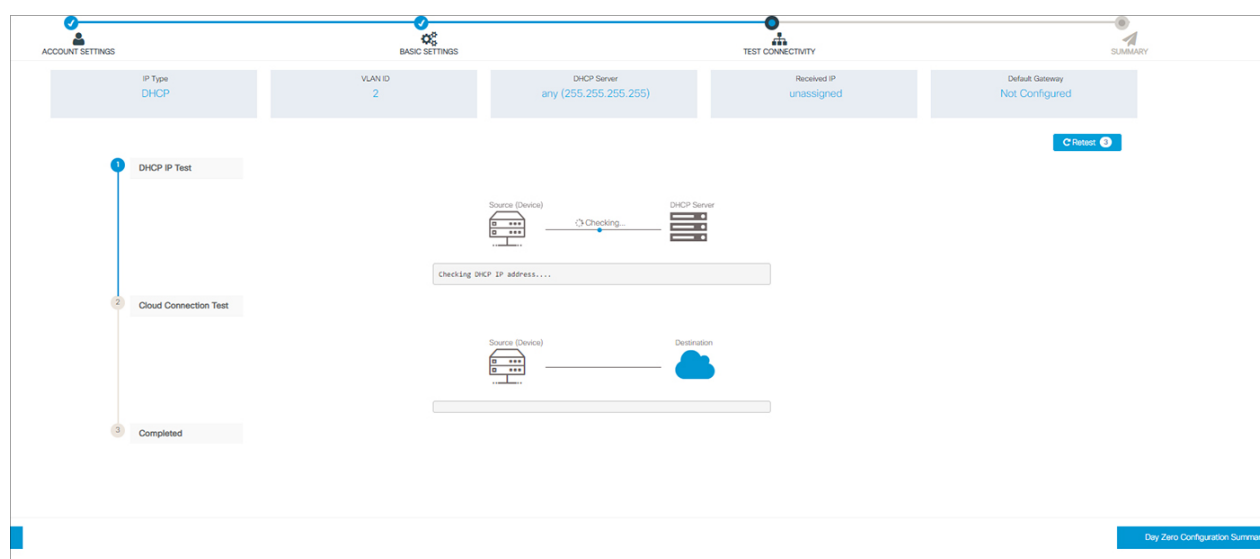 ACCOUNT SETTINGS
BASIC SETTINGS
TEST CONNECTIVITY
SUMMARY
IP Type
DHCP
VLAN ID
2
DHCP Server
any (255.255.255.255)
Received IP
unassigned
Default Gateway
Not Configured
Retest 3
1 DHCP IP Test
Source (Device)
Checking...
DHCP Server
Checking DHCP IP address....
2 Cloud Connection Test
Source (Device)
Destination
3 Completed
Day Zero Configuration Summa